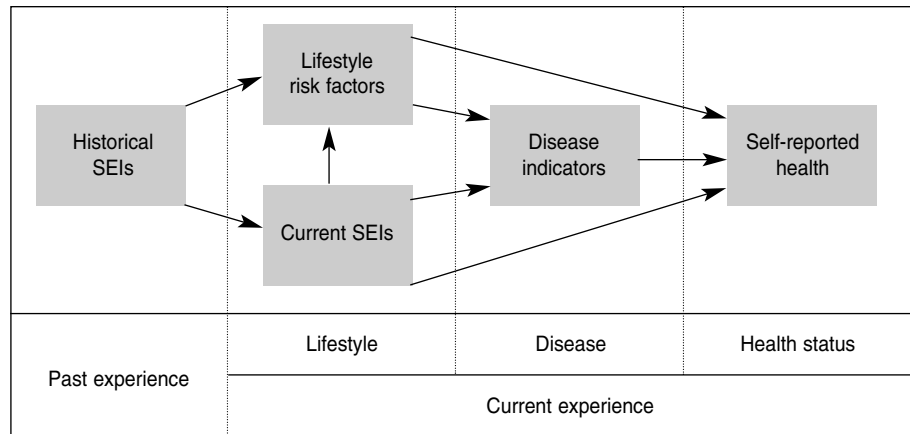 Historical
SEIs
Lifestyle
risk factors
Current SEIs
Disease
indicators
Self-reported
health
Lifestyle
Disease
Health status
Past experience
Current experience